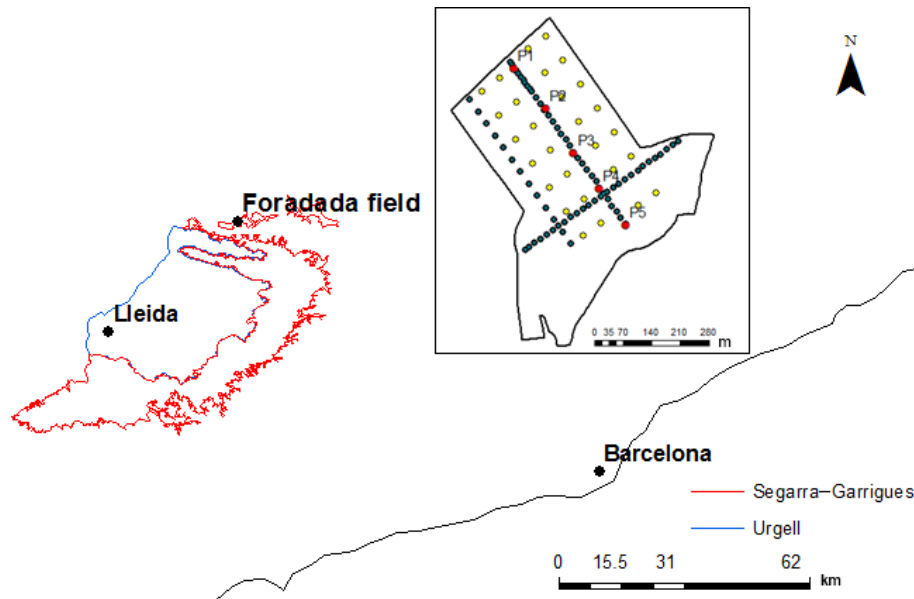 N
P1
P2
P3
P4
P5
0 35 70 140 210 280
m
Foradada field
Lleida
Barcelona
Segarra-Garrigues
Urgell
0 15.5 31 62
km